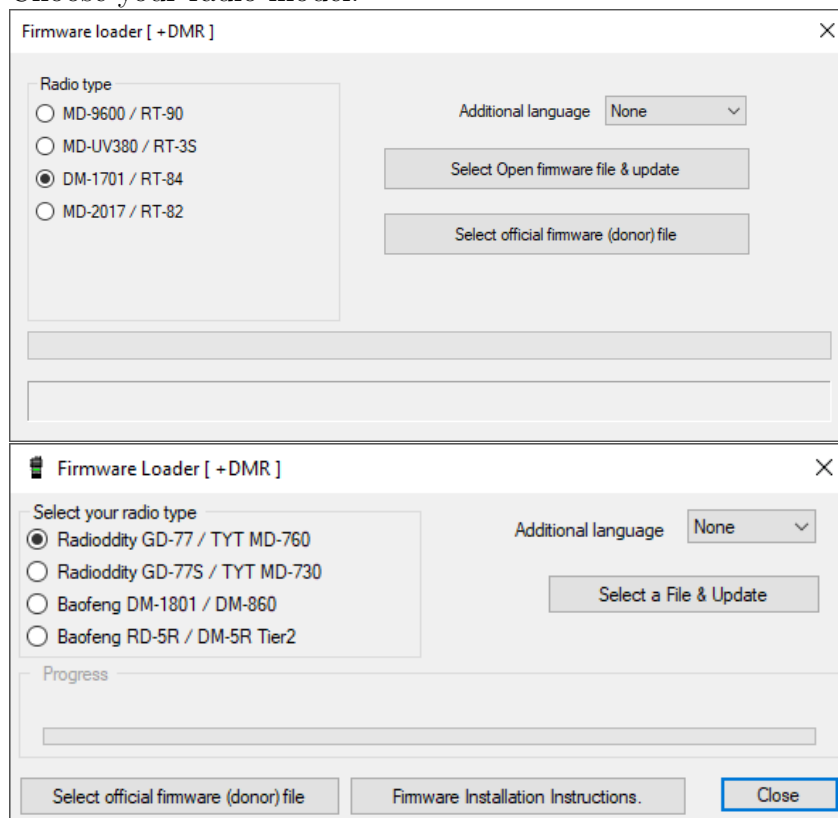 Choose your radio model.
Firmware loader [ +DMR ]
Radio type
MD-9600 / RT-90
MD-UV380 / RT-3S
DM-1701 / RT-84
MD-2017 / RT-82
Additional language None
Select Open firmware file & update
Select official firmware (donor) file
Firmware Loader [ +DMR ]
Select your radio type
Radioddity GD-77 / TYT MD-760
Radioddity GD-77S / TYT MD-730
Baofeng DM-1801 / DM-860
Baofeng RD-5R / DM-5R Tier2
Additional language None
Select a File & Update
Progress
Select official firmware (donor) file
Firmware Installation Instructions.
Close